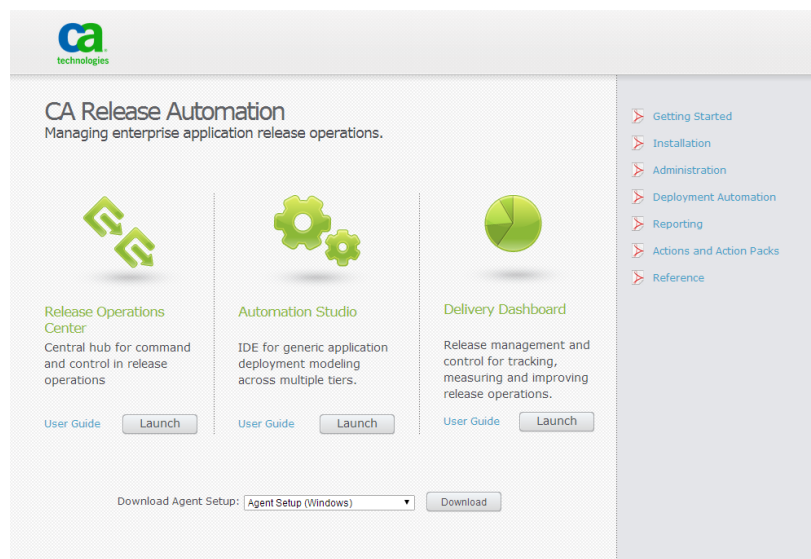 ca
technologies
CA Release Automation
Managing enterprise application release operations.
Release Operations
Center
Central hub for command
and control in release
operations
User Guide
Launch
Automation Studio
IDE for generic application
deployment modeling
across multiple tiers.
User Guide
Launch
Delivery Dashboard
Release management and
control for tracking,
measuring and improving
release operations.
User Guide
Launch
Download Agent Setup:
Agent Setup (Windows)
Download
Getting Started
Installation
Administration
Deployment Automation
Reporting
Actions and Action Packs
Reference